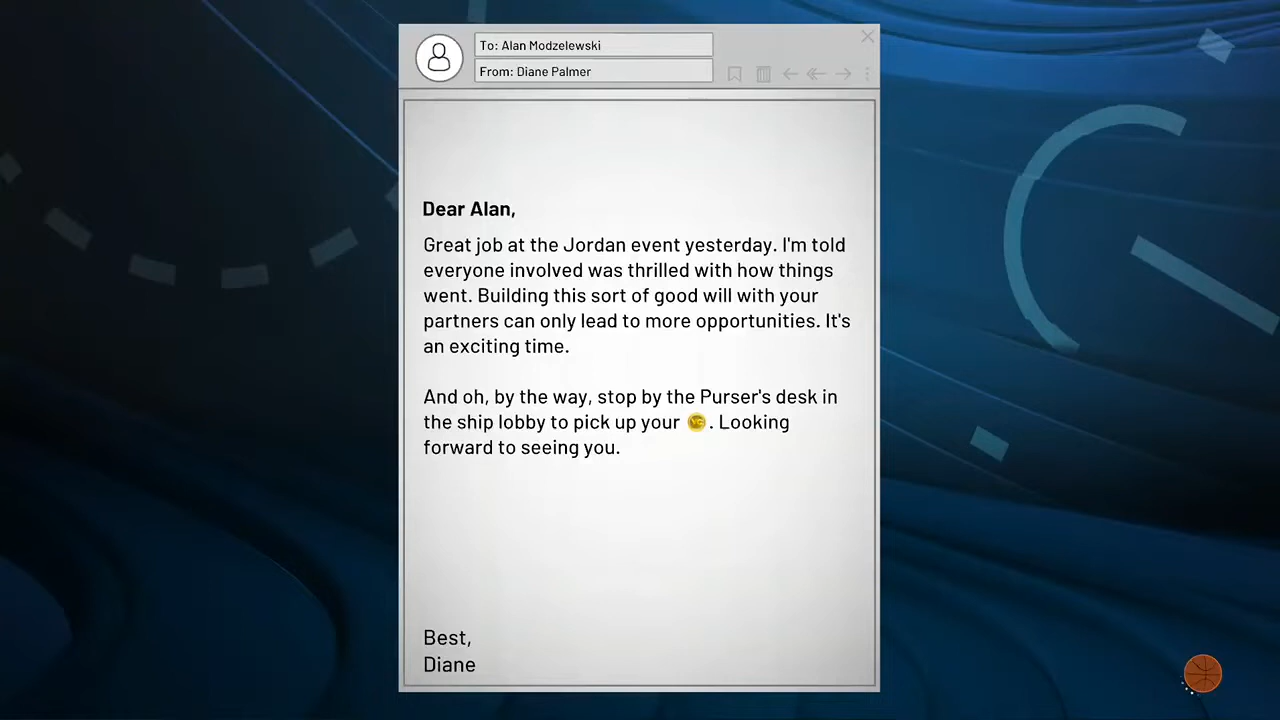 To: Alan Modzelewski
From: Diane Palmer
Dear Alan,
Great job at the Jordan event yesterday. I'm told
everyone involved was thrilled with how things
went. Building this sort of good will with your
partners can only lead to more opportunities. It's
an exciting time.
And oh, by the way, stop by the Purser's desk in
the ship lobby to pick up your VC. Looking
forward to seeing you.
Best,
Diane